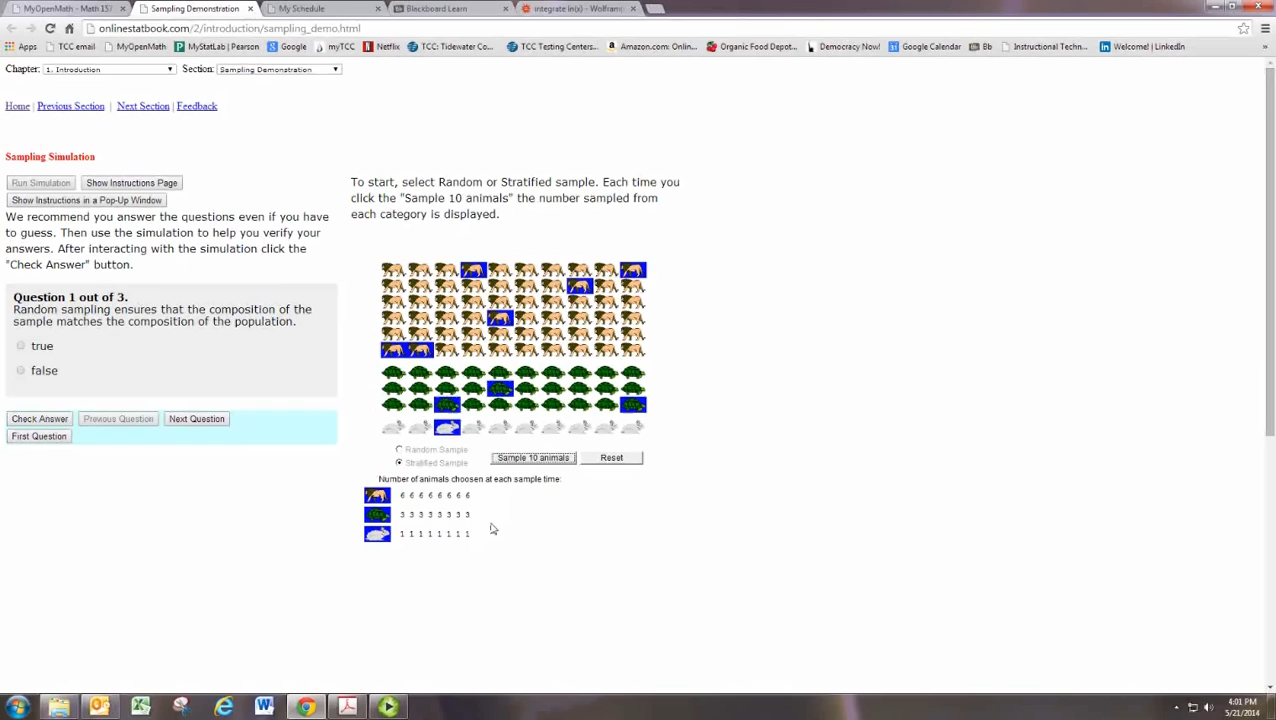 MyOpenMath - Math 157
Sampling Demonstration
My Schedule
Blackboard Learn
integrate ln(x) - Wolfram
onlinestatbook.com/2/introduction/sampling_demo.html
Apps TCC email MyOpenMath MyStatLab | Pearson Google myTCC Netflix TCC: Tidewater Co... TCC Testing Centers... Amazon.com: Onlin... Organic Food Depot... Democracy Now! Google Calendar Bb Instructional Techn... Welcome! | LinkedIn »
Chapter: 1. Introduction Section: Sampling Demonstration
Home | Previous Section | Next Section | Feedback
Sampling Simulation
Run Simulation Show Instructions Page
Show Instructions in a Pop-Up Window
We recommend you answer the questions even if you have
to guess. Then use the simulation to help you verify your
answers. After interacting with the simulation click the
"Check Answer" button.
Question 1 out of 3.
Random sampling ensures that the composition of the
sample matches the composition of the population.
true
false
Check Answer Previous Question Next Question
First Question
To start, select Random or Stratified sample. Each time you
click the "Sample 10 animals" the number sampled from
each category is displayed.
Random Sample
Stratified Sample
Sample 10 animals Reset
Number of animals choosen at each sample time:
6 6 6 6 6 6 6 6
3 3 3 3 3 3 3 3
1 1 1 1 1 1 1 1
4:01 PM
5/21/2014